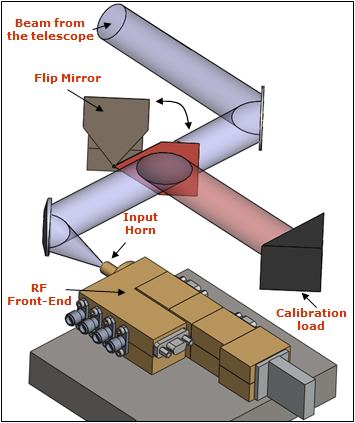 Beam from
the telescope
Flip Mirror
Input
Horn
RF
Front-End
Calibration
load